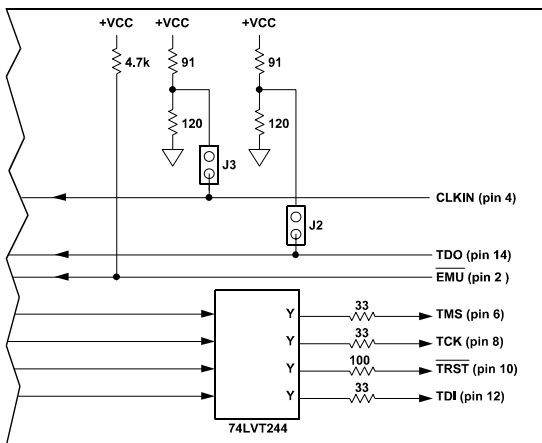 +VCC +VCC +VCC
4.7k 91 91
120 120
J3
CLKIN (pin 4)
J2
TDO (pin 14)
EMU (pin 2 )
Y 33 TMS (pin 6)
Y 33 TCK (pin 8)
Y 100 TRST (pin 10)
Y 33 TDI (pin 12)
74LVT244